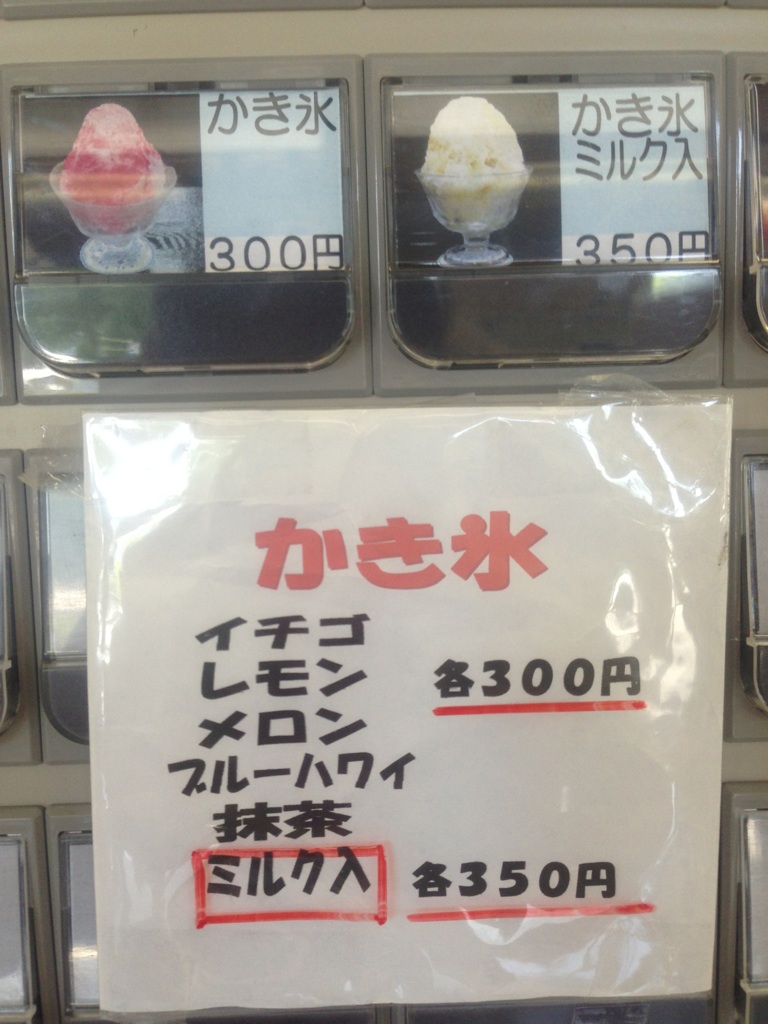 かき氷
300円
かき氷
ミルク入
350円
かき氷
イチゴ
レモン
各300円
メロン
ブルーハワイ
抹茶
ミルク入
各350円